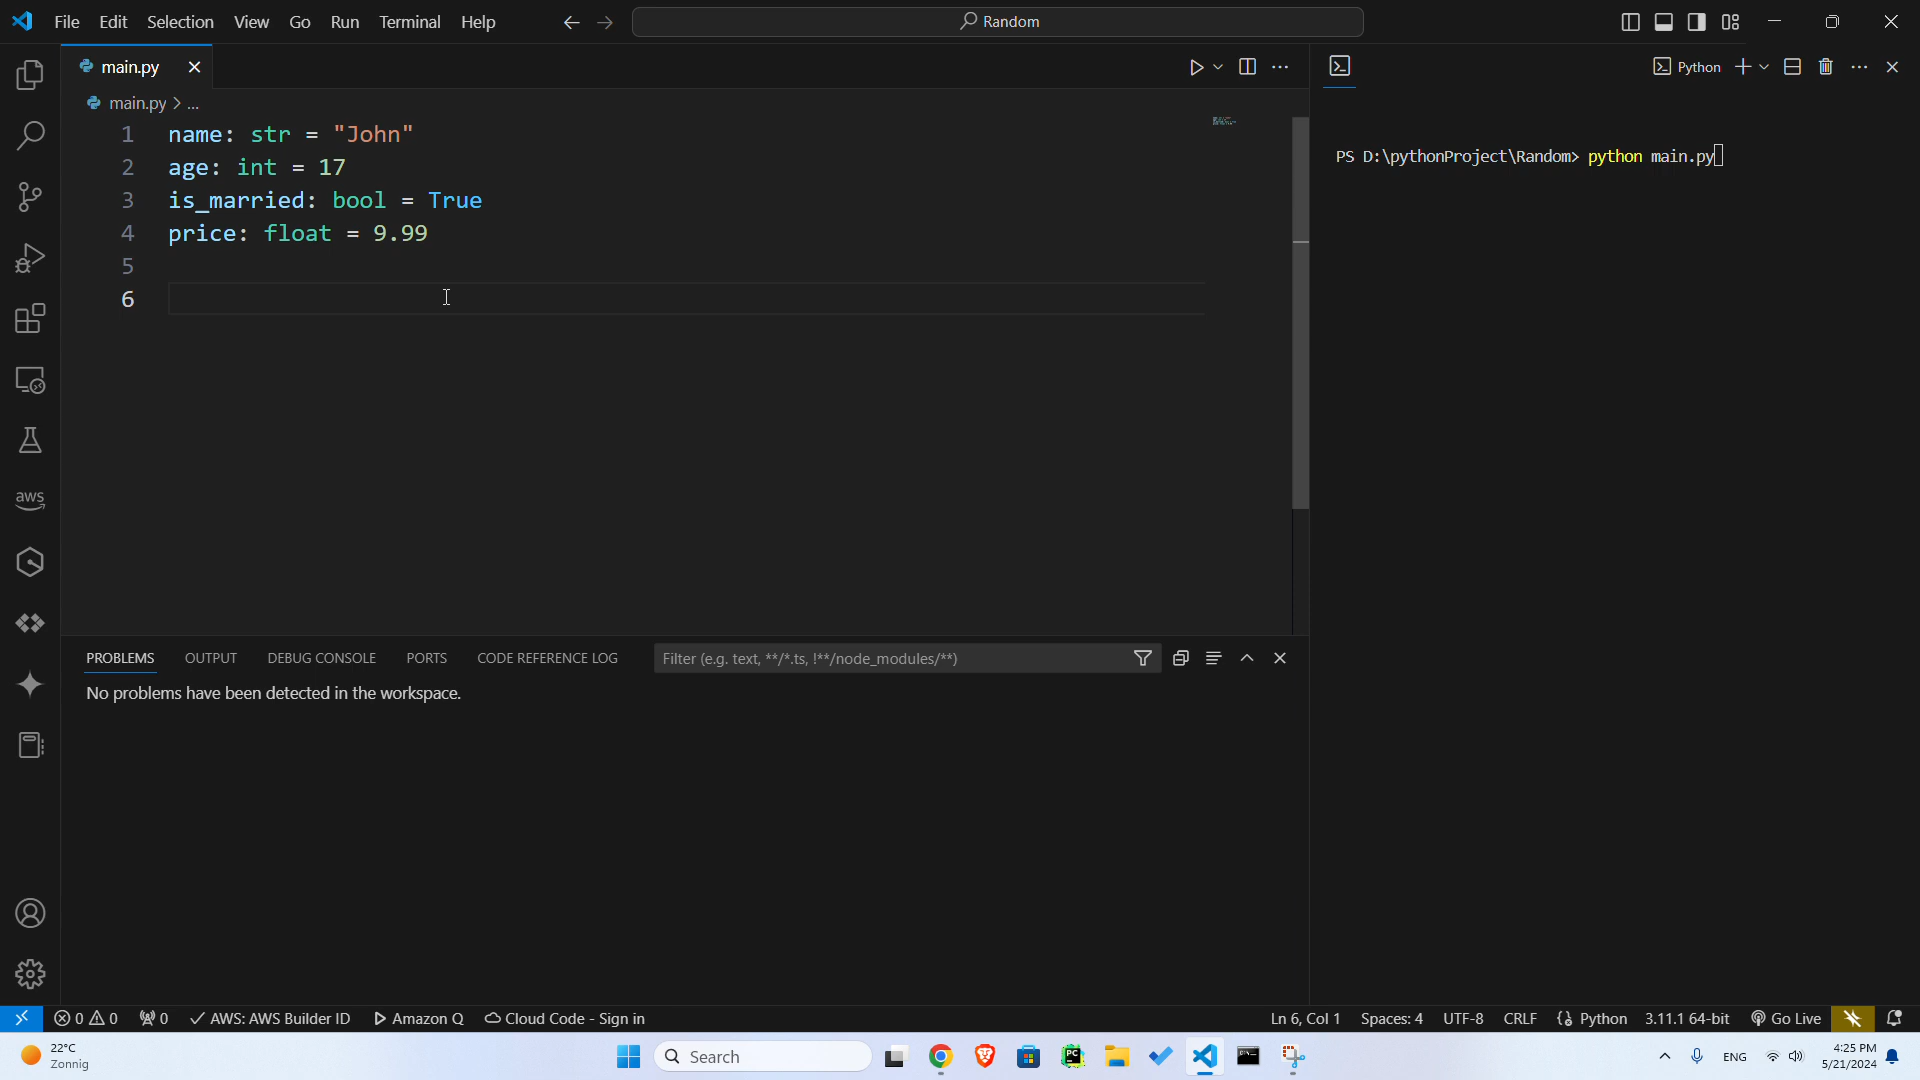 File Edit Selection View Go Run Terminal Help
Random
main.py
Python
main.py > ...
1 name: str = "John"
2 age: int = 17
3 is_married: bool = True
4 price: float = 9.99
5
6
PS D:\pythonProject\Random> python main.py
aws
PROBLEMS OUTPUT DEBUG CONSOLE PORTS CODE REFERENCE LOG Filter (e.g. text, **/*.ts, !**/node_modules/**)
No problems have been detected in the workspace.
0 0 0 AWS: AWS Builder ID Amazon Q Cloud Code - Sign in Ln 6, Col 1 Spaces: 4 UTF-8 CRLF Python 3.11.1 64-bit Go Live
22°C
Zonnig
Search
PC
ENG
4:25 PM
5/21/2024